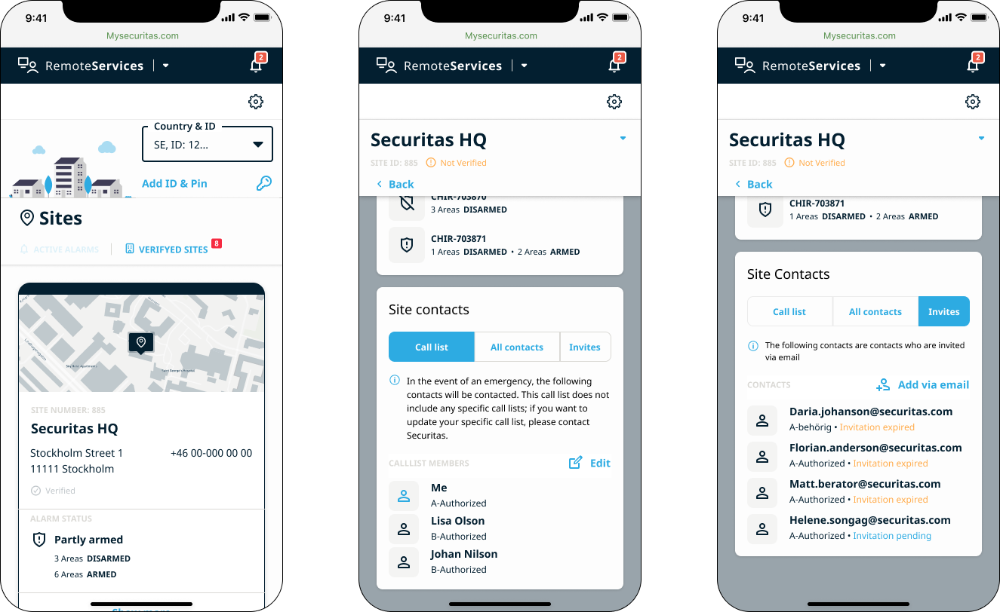 9:41
Mysecuritas.com
RemoteServices
2
Country & ID
SE, ID: 12...
Add ID & Pin
Sites
ACTIVE ALARMS
VERIFYED SITES
8
Sky Hotel Apartments
Sankt Göran's Hospital
SITE NUMBER: 885
Securitas HQ
Stockholm Street 1
+46 00-000 00 00
11111 Stockholm
Verified
ALARM STATUS
Partly armed
3 Areas DISARMED
6 Areas ARMED
9:41
Mysecuritas.com
RemoteServices
2
Securitas HQ
SITE ID: 885
Not Verified
Back
CHIR-703870
3 Areas DISARMED
CHIR-703871
1 Areas DISARMED • 2 Areas ARMED
Site contacts
Call list
All contacts
Invites
In the event of an emergency, the following
contacts will be contacted. This call list does not
include any specific call lists; if you want to
update your specific call list, please contact
Securitas.
CALLLIST MEMBERS
Edit
Me
A-Authorized
Lisa Olson
B-Authorized
Johan Nilson
B-Authorized
9:41
Mysecuritas.com
RemoteServices
2
Securitas HQ
SITE ID: 885
Not Verified
Back
CHIR-703871
1 Areas DISARMED • 2 Areas ARMED
Site Contacts
Call list
All contacts
Invites
The following contacts are contacts who are invited
via email
CONTACTS
Add via email
Daria.johanson@securitas.com
A-behörig • Invitation expired
Florian.anderson@securitas.com
A-Authorized • Invitation expired
Matt.berator@securitas.com
A-Authorized • Invitation expired
Helene.songag@securitas.com
A-Authorized • Invitation pending